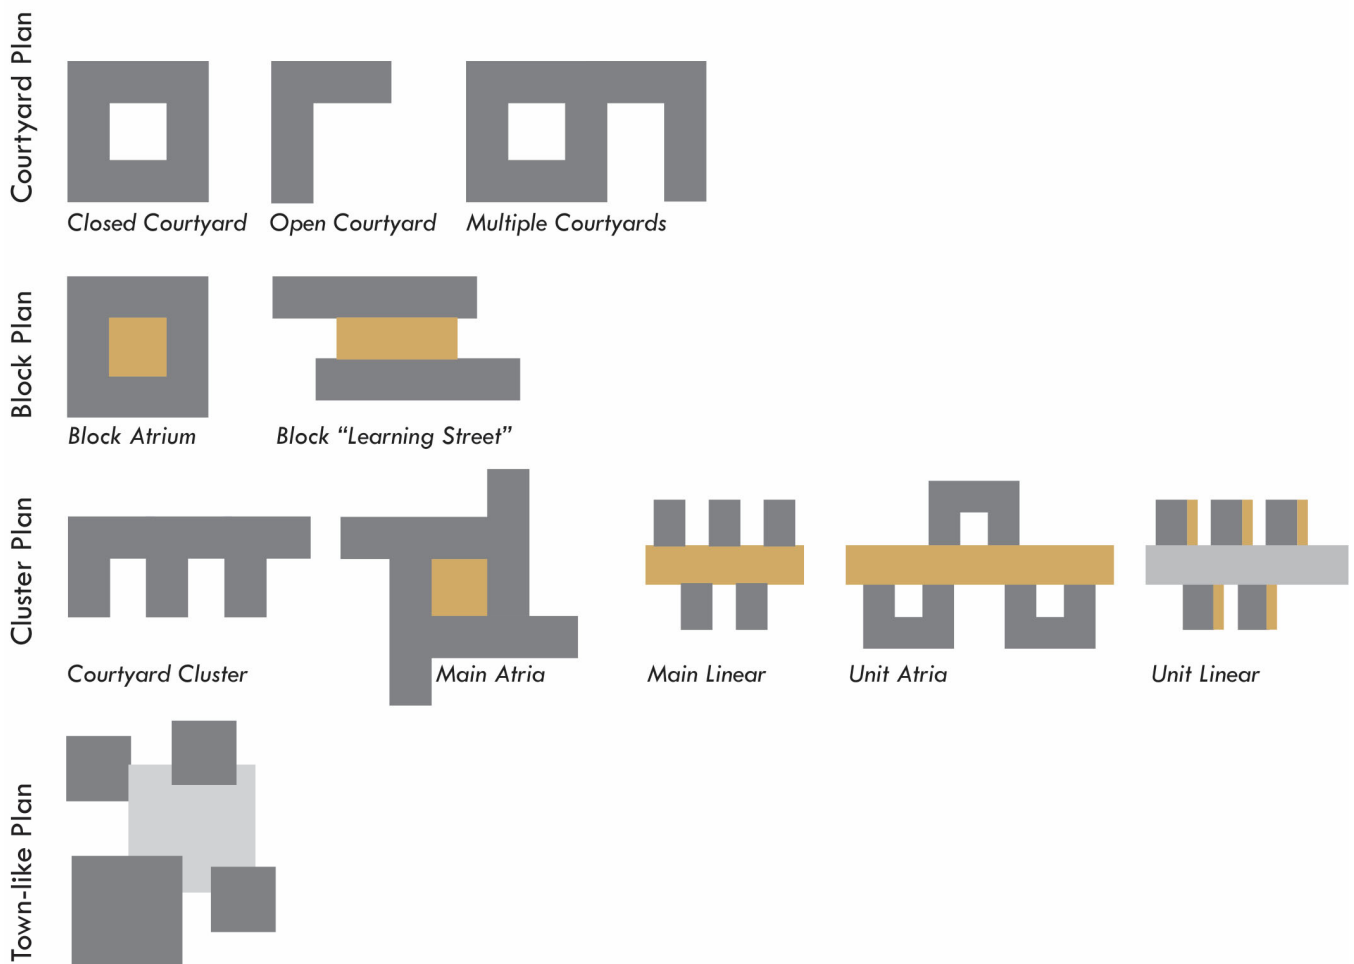 Courtyard Plan
Closed Courtyard
Open Courtyard
Multiple Courtyards
Block Plan
Block Atrium
Block “Learning Street”
Cluster Plan
Courtyard Cluster
Main Atria
Main Linear
Unit Atria
Unit Linear
Town-like Plan